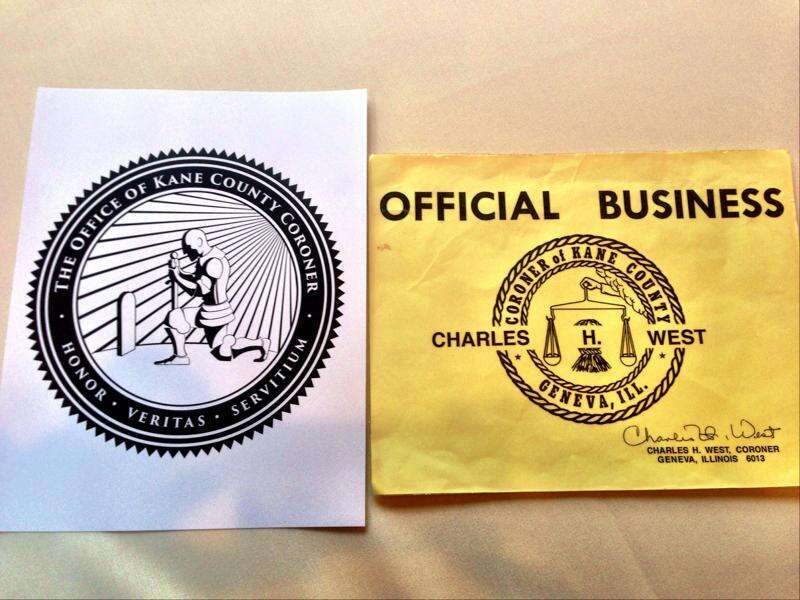 THE OFFICE OF KANE COUNTY CORONER
HONOR • VERITAS • SERVITIUM
OFFICIAL BUSINESS
CORONER of KANE COUNTY
CHARLES H. WEST
GENEVA, ILL.
Charles H. West
CHARLES H. WEST, CORONER
GENEVA, ILLINOIS 6013